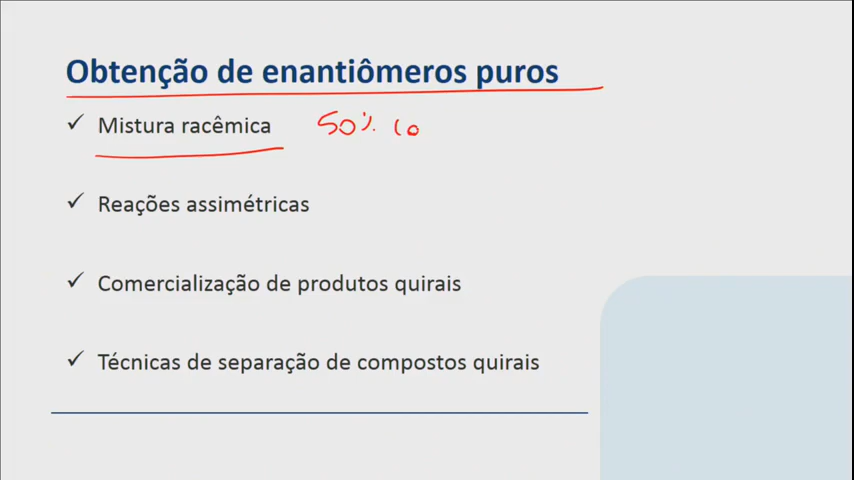 Obtenção de enantiômeros puros
✓ Mistura racêmica 50% (o
✓ Reações assimétricas
✓ Comercialização de produtos quirais
✓ Técnicas de separação de compostos quirais